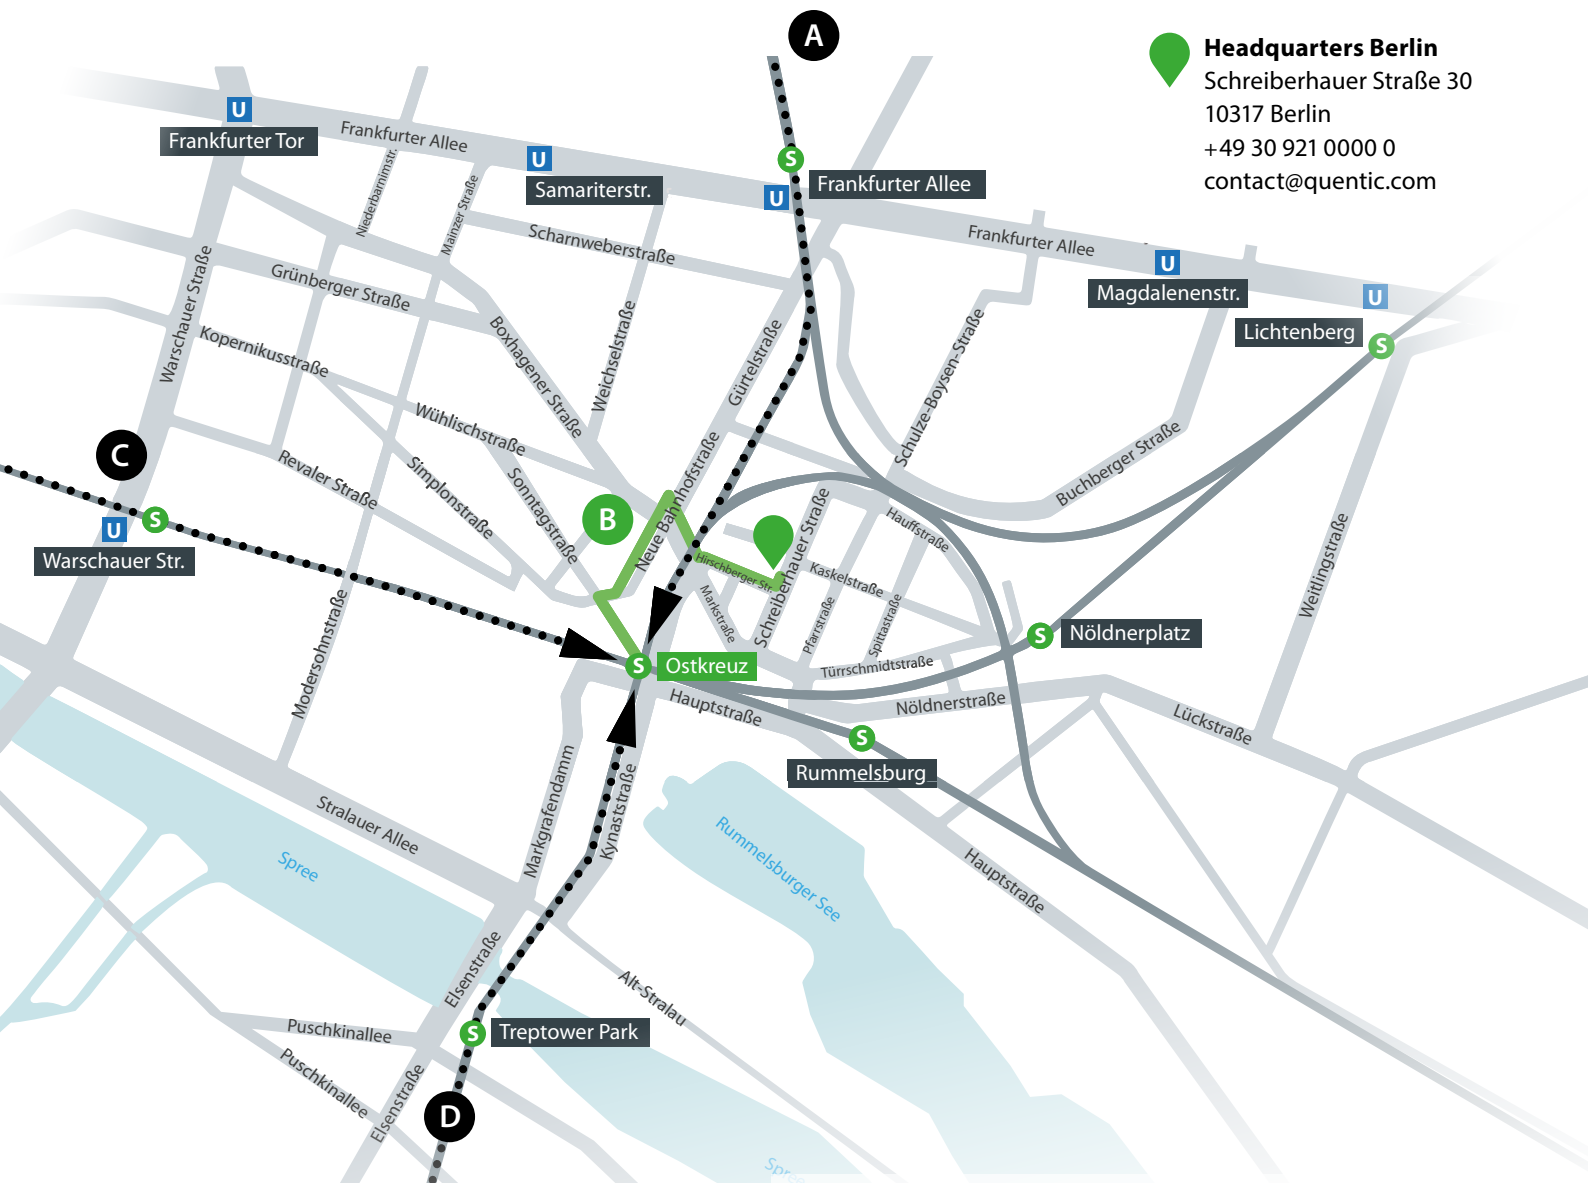 A
Headquarters Berlin
Schreiberhauer Straße 30
10317 Berlin
+49 30 921 0000 0
contact@quentic.com
U
Frankfurter Tor
Frankfurter Allee
U
Samariterstr.
S
U
Frankfurter Allee
Frankfurter Allee
U
Magdalenenstr.
U
Lichtenberg
S
Niederbarnimstr.
Mainzer Straße
Scharnweberstraße
Warschauer Straße
Grünberger Straße
Kopernikusstraße
Boxhagener Straße
Weichselstraße
Gürtelstraße
Schulze-Boysen-Straße
Buchberger Straße
Wühlischstraße
C
Revaler Straße
Simplonstraße
Sonntagstraße
B
Neue Bahnhofstraße
U
S
Warschauer Str.
Hirschberger Str.
Schreiberhauer Straße
Hauffstraße
Kaskelstraße
Markstraße
Pfarrstraße
Spittastraße
Weitlingstraße
Modersohnstraße
S
Ostkreuz
Türrschmidtstraße
S
Nöldnerplatz
Hauptstraße
Nöldnerstraße
Lückstraße
S
Rummelsburg
Markgrafendamm
Kynaststraße
Stralauer Allee
Spree
Rummelsburger See
Hauptstraße
Elsenstraße
Alt-Stralau
Puschkinallee
Puschkinallee
S
Treptower Park
Elsenstraße
D
Spree